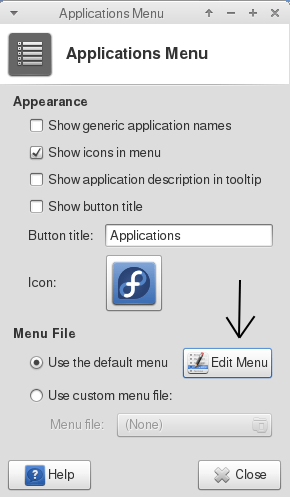 Applications Menu
Applications Menu
Appearance
Show generic application names
Show icons in menu
Show application description in tooltip
Show button title
Button title: Applications
Icon:
Menu File
Use the default menu Edit Menu
Use custom menu file:
Menu file: (None)
Help Close